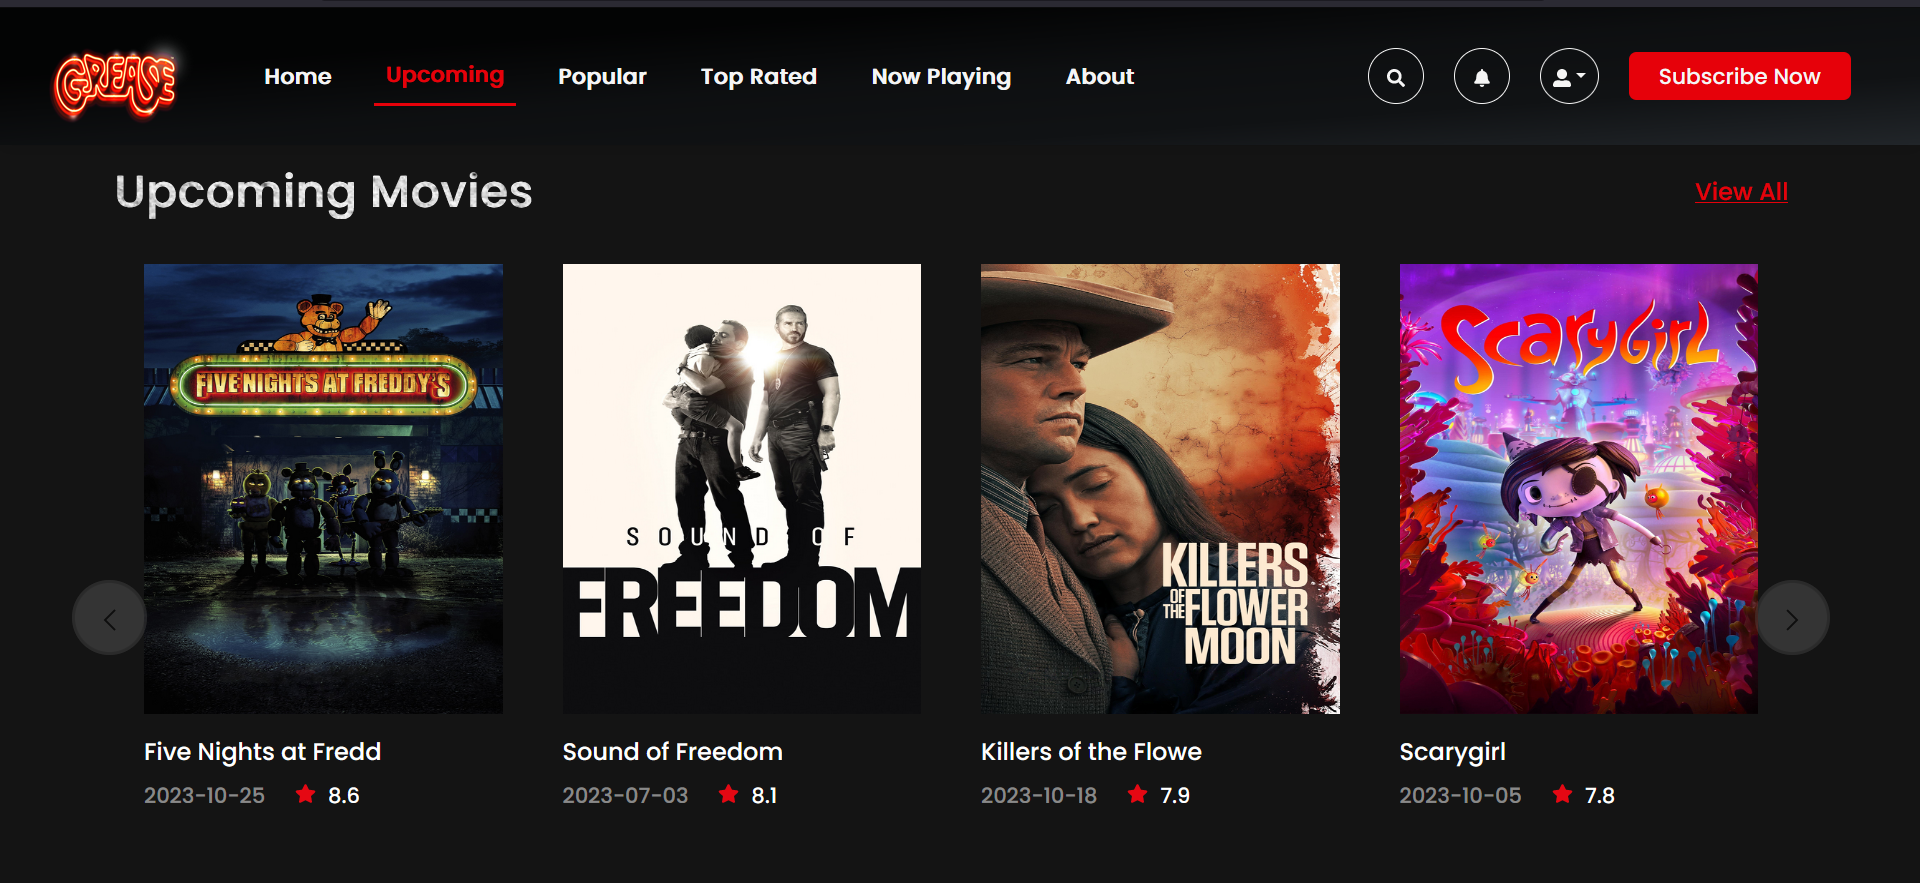 GREASE
Home
Upcoming
Popular
Top Rated
Now Playing
About
Subscribe Now
Upcoming Movies
View All
FIVE NIGHTS AT FREDDY'S
SOUND OF
FREEDOM
KILLERS
OF THE FLOWER
MOON
Scarygirl
Five Nights at Fredd
2023-10-25
8.6
Sound of Freedom
2023-07-03
8.1
Killers of the Flowe
2023-10-18
7.9
Scarygirl
2023-10-05
7.8